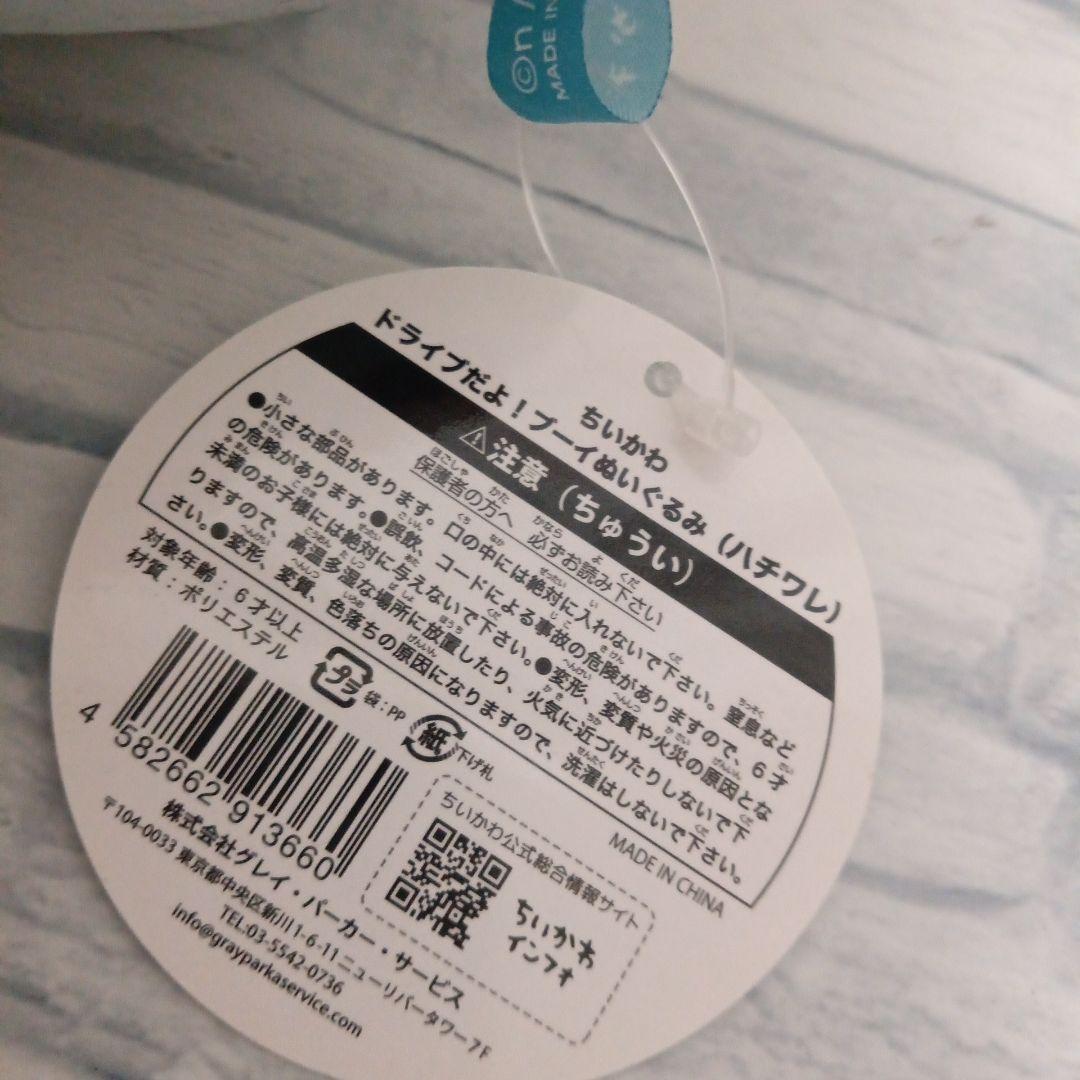 ©n
MADE IN
ちいかわ
ドライブだよ！ブーイぬいぐるみ（ハチワレ）
⚠注意（ちゅうい）
保護者の方へ 必ずお読み下さい
●小さな部品があります。口の中には絶対に入れないで下さい。窒息など
の危険があります。●誤飲、コードによる事故の危険がありますので、6才
未満のお子様には絶対に与えないで下さい。●変形、変質や火災の原因とな
りますので、高温多湿な場所に放置したり、火気に近づけたりしないで下
さい。●変形、変質、色落ちの原因になりますので、洗濯はしないで下さい。
対象年齢：6才以上
材質：ポリエステル
MADE IN CHINA
プラ
袋：PP
紙
下げ札
4 582662 913660
ちいかわ公式総合情報サイト
ちいかわ
インフォ
株式会社グレイ・パーカー・サービス
〒104-0033 東京都中央区新川1-6-11ニューリバータワー7F
TEL:03-5542-0736
info@grayparkaservice.com